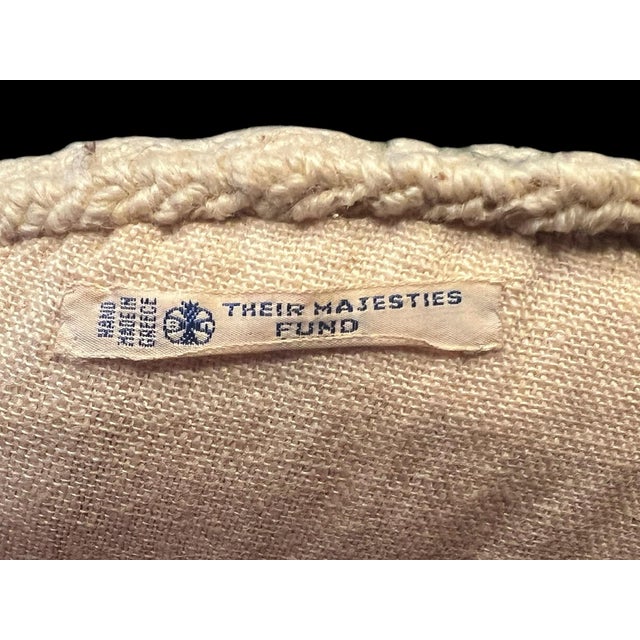 HAND
MADE IN
GREECE
THEIR MAJESTIES
FUND